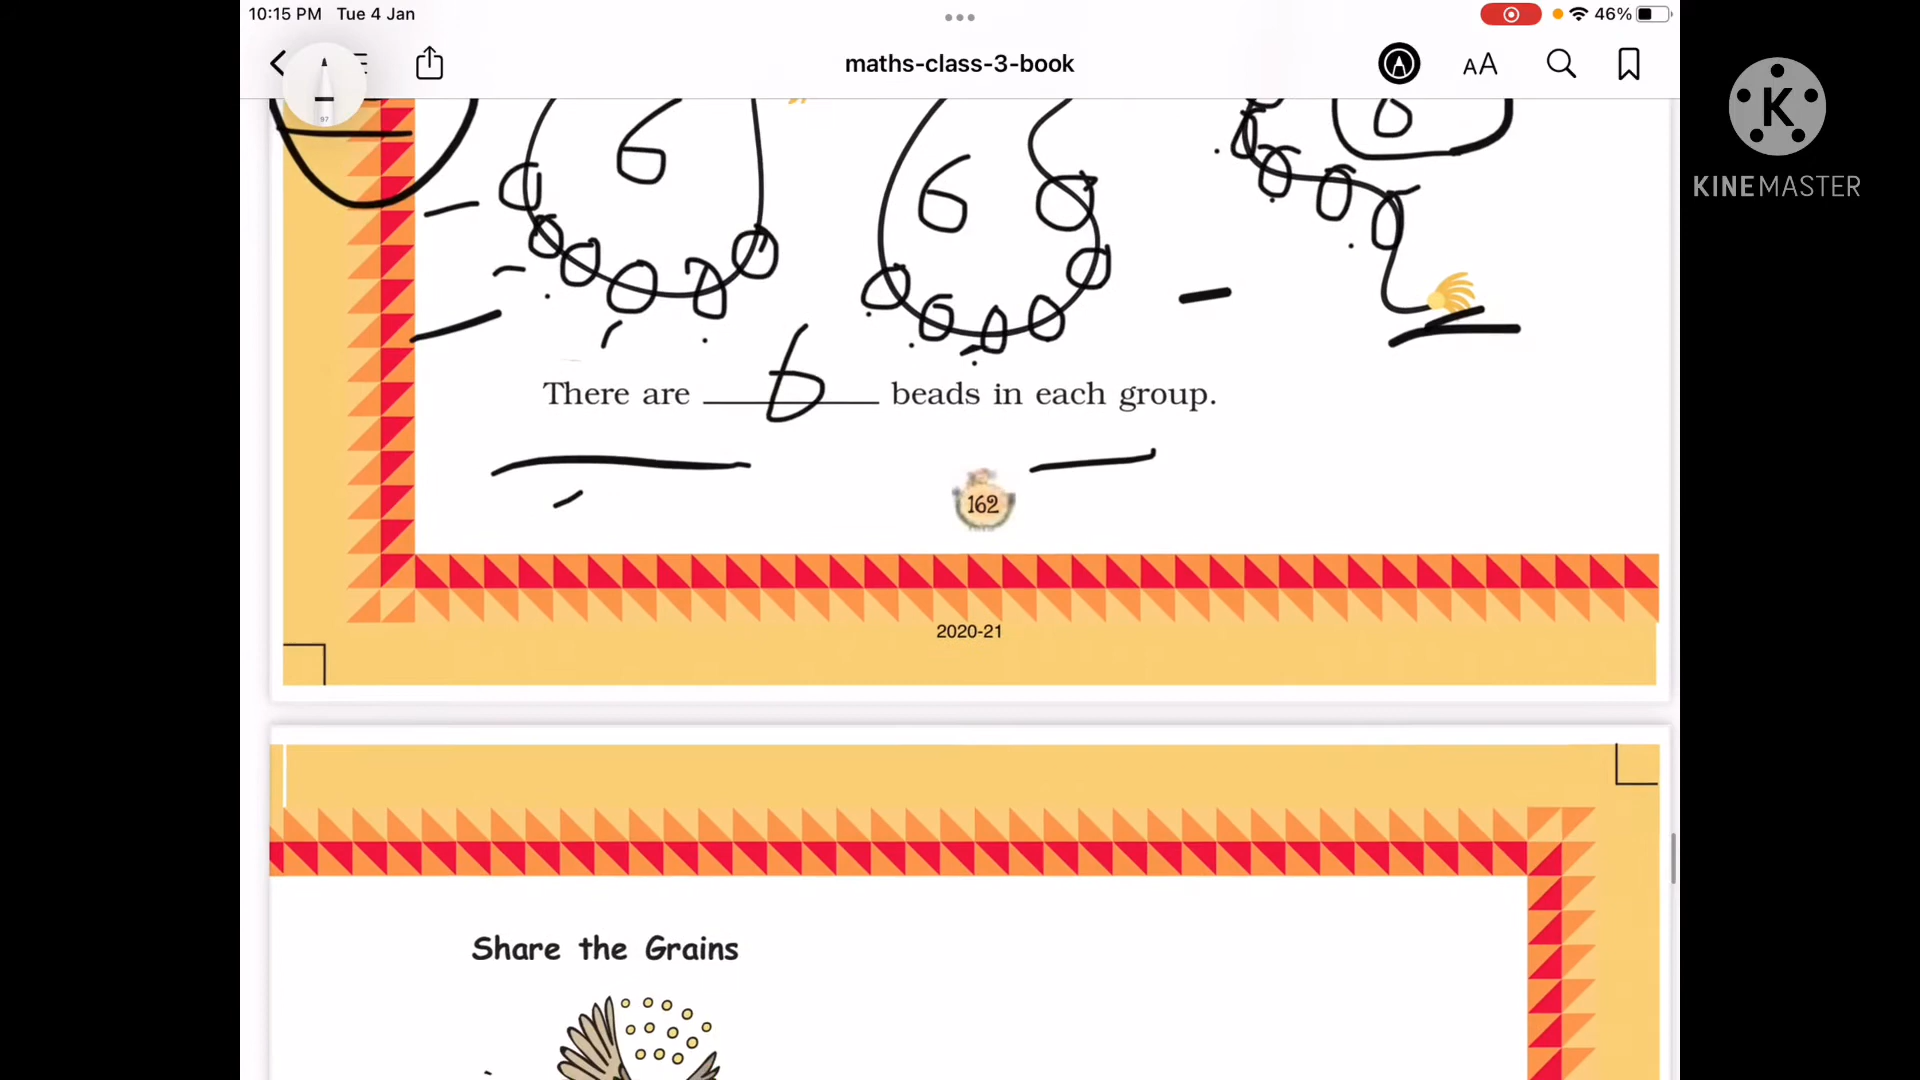 10:15 PM Tue 4 Jan
46%
maths-class-3-book
AA
97
K
KINEMASTER
6
6
6
There are 6 beads in each group.
162
2020-21
Share the Grains